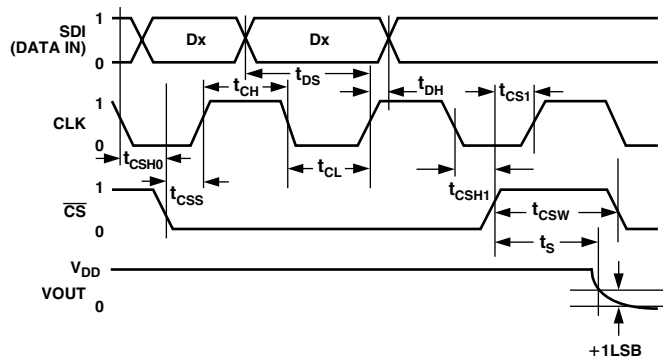 SDI
(DATA IN)
1
0
Dx
Dx
tDS
tCH
tDH
tCS1
CLK
1
0
tCSH0
tCSS
tCL
tCSH1
CS
1
0
tCSW
tS
VDD
VOUT
0
+1LSB